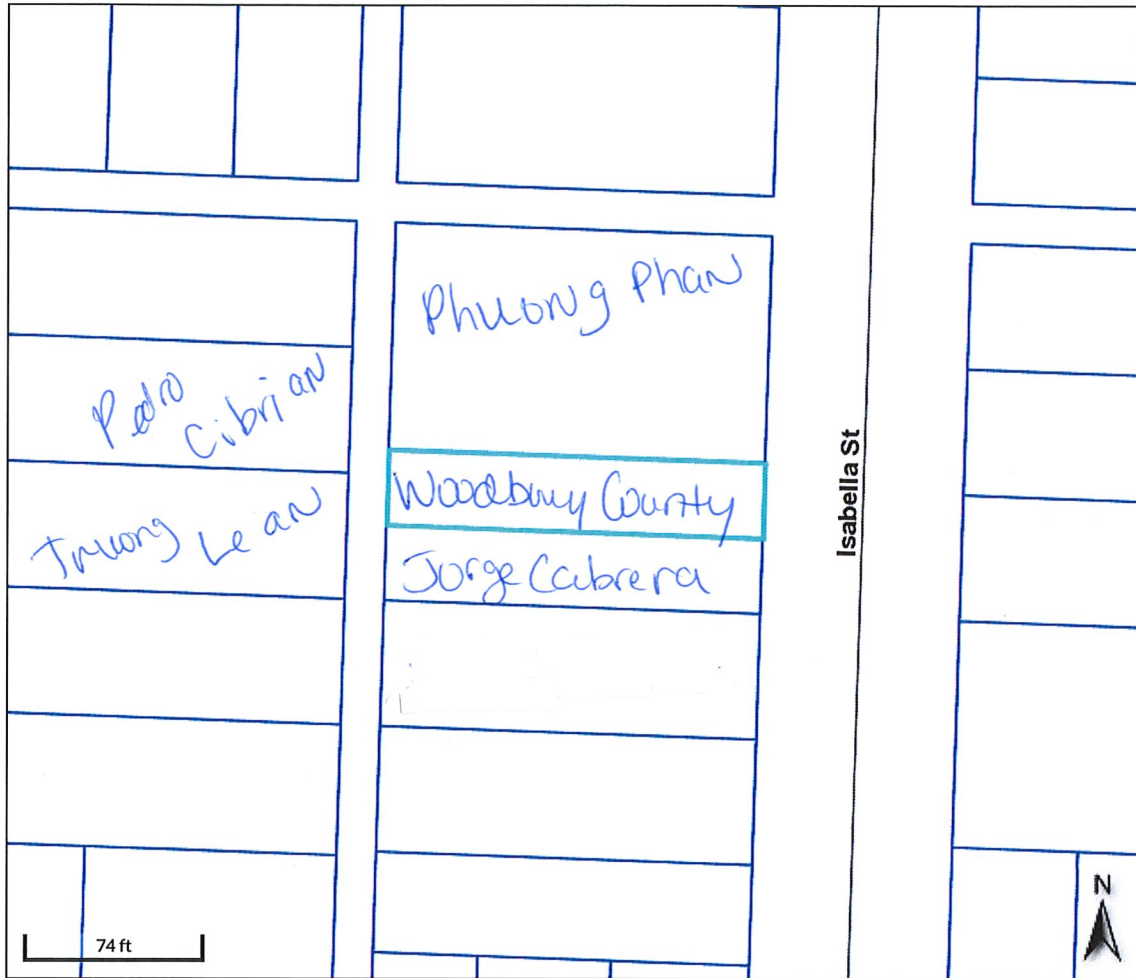 Phuong Phan
Pedro
Cibrian
Woodbury County
Truong Le an
Jorge Cabrera
Isabella St
74 ft
N